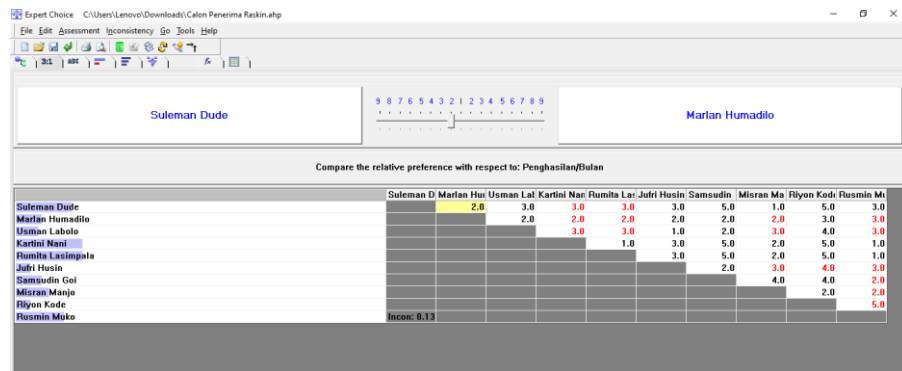 Expert Choice C:\Users\Lenovo\Downloads\Calon Penerima Raskin.ahp
File Edit Assessment Inconsistency Go Tools Help
3:1 ABC
Suleman Dude 9 8 7 6 5 4 3 2 1 2 3 4 5 6 7 8 9 Marlan Humadilo
Compare the relative preference with respect to: Penghasilan/Bulan
Suleman D Marlan Hui Usman Lab Kartini Nan Rumita Las Jufri Husin Samsudin Misran Ma Riyon Kode Rusmin Mu
Suleman Dude 2.0 3.0 3.0 3.0 3.0 5.0 1.0 5.0 3.0
Marlan Humadilo 2.0 2.0 2.0 2.0 2.0 2.0 3.0 3.0
Usman Labolo 3.0 3.0 1.0 2.0 3.0 4.0 3.0
Kartini Nani 1.0 3.0 5.0 2.0 5.0 1.0
Rumita Lasimpala 3.0 5.0 2.0 5.0 1.0
Jufri Husin 2.0 3.0 4.0 3.0
Samsudin Goi 4.0 4.0 2.0
Misran Manjo 2.0 2.0
Riyon Kode 5.0
Rusmin Muko Incon: 0.13